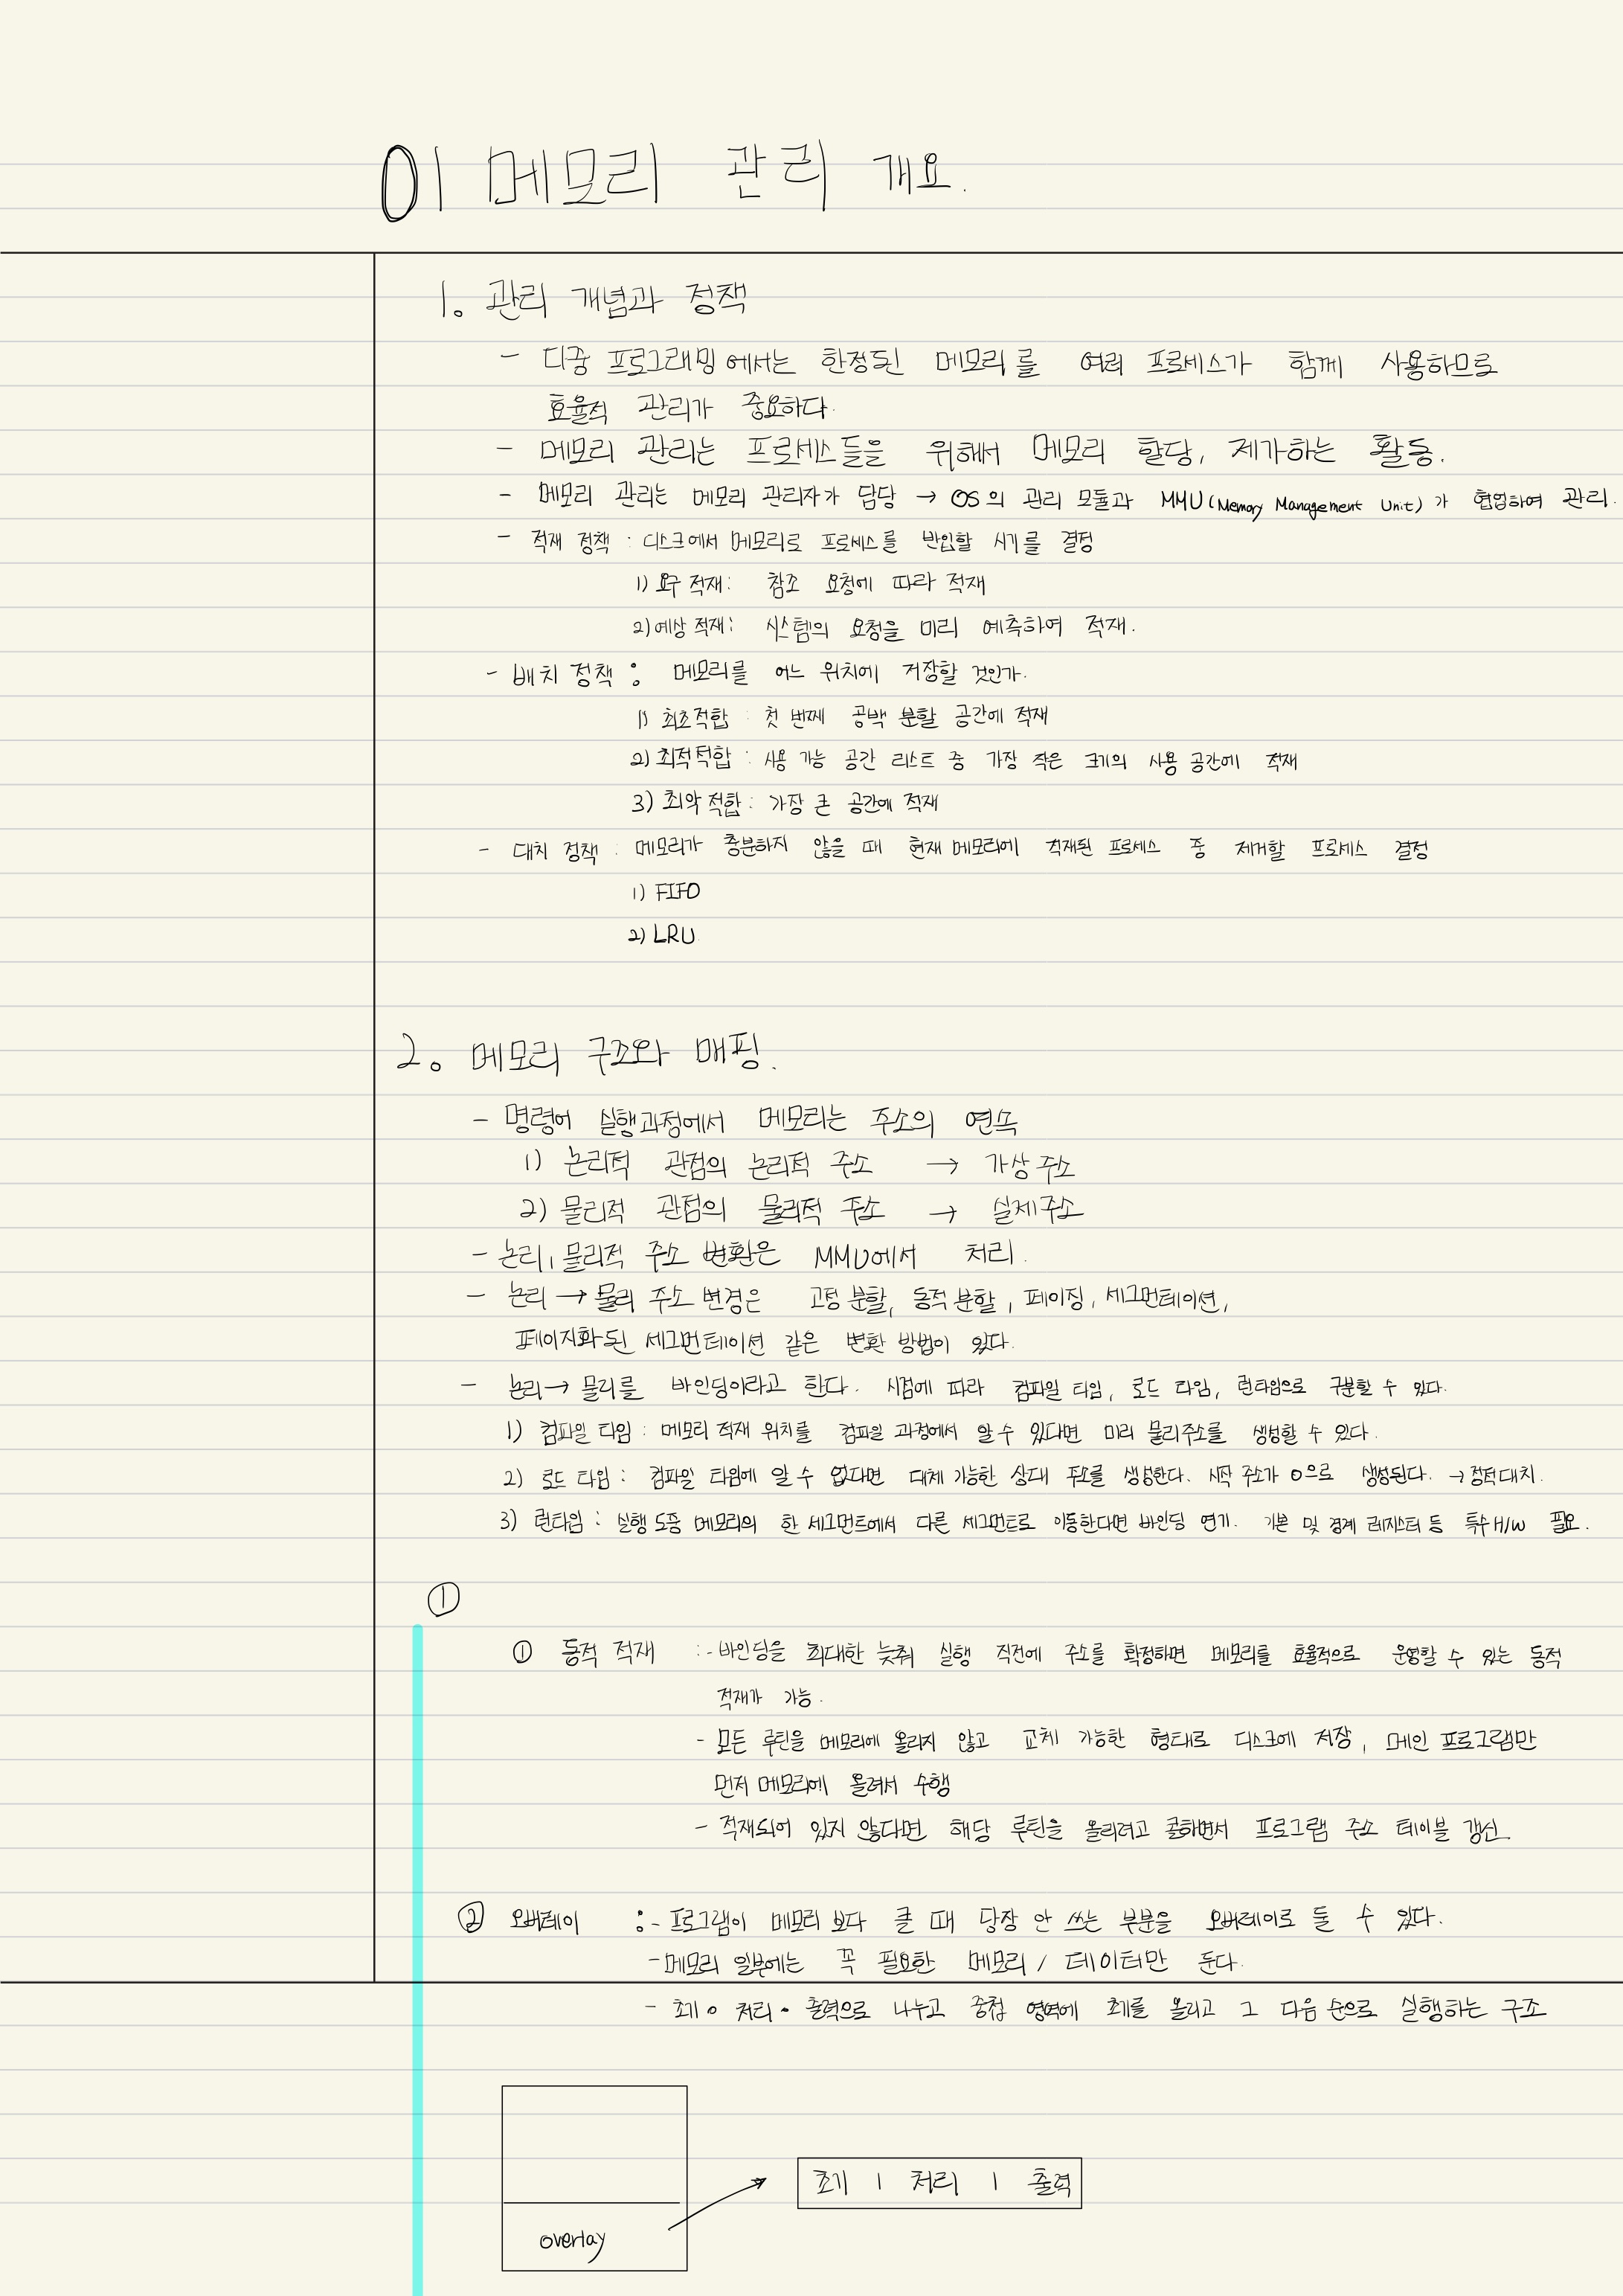 01 메모리 관리 개요.
1. 관리 개념과 정책
- 다중 프로그래밍에서는 한정된 메모리를 여러 프로세스가 함께 사용하므로
효율적 관리가 중요하다.
- 메모리 관리는 프로세스들을 위해서 메모리 할당, 제거하는 활동.
- 메모리 관리는 메모리 관리자가 담당 → OS의 관리 모듈과 MMU(Memory Management Unit)가 협업하여 관리.
- 적재 정책 : 디스크에서 메모리로 프로세스를 반입할 시기를 결정
1) 요구 적재 : 참조 요청에 따라 적재
2) 예상 적재 : 시스템의 요청을 미리 예측하여 적재.
- 배치 정책 : 메모리를 어느 위치에 저장할 것인가.
1) 최초적합 : 첫 번째 공백 분할 공간에 적재
2) 최적적합 : 사용 가능 공간 리스트 중 가장 작은 크기의 사용 공간에 적재
3) 최악적합 : 가장 큰 공간에 적재
- 대치 정책 : 메모리가 충분하지 않을 때 현재 메모리에 적재된 프로세스 중 제거할 프로세스 결정
1) FIFO
2) LRU
2. 메모리 구조와 매핑.
- 명령어 실행과정에서 메모리는 주소의 연속
1) 논리적 관점의 논리적 주소 → 가상주소
2) 물리적 관점의 물리적 주소 → 실제주소
- 논리, 물리적 주소 변환은 MMU에서 처리.
- 논리 → 물리 주소 변경은 고정 분할, 동적 분할, 페이징, 세그먼테이션,
페이지화된 세그먼테이션 같은 변환 방법이 있다.
- 논리 → 물리를 바인딩이라고 한다. 시점에 따라 컴파일 타임, 로드 타임, 런타임으로 구분할 수 있다.
1) 컴파일 타임 : 메모리 적재 위치를 컴파일 과정에서 알 수 있다면 미리 물리주소를 생성할 수 있다.
2) 로드 타임 : 컴파일 타임에 알 수 없다면 대체 가능한 상대 주소를 생성한다. 시작 주소가 0으로 생성된다. → 정적대치.
3) 런타임 : 실행 도중 메모리의 한 세그먼트에서 다른 세그먼트로 이동한다면 바인딩 연기. 기본 및 경계 레지스터 등 특수 H/W 필요.
①
① 동적 적재 : - 바인딩을 최대한 늦춰 실행 직전에 주소를 확정하면 메모리를 효율적으로 운영할 수 있는 동적
적재가 가능.
- 모든 루틴을 메모리에 올리지 않고 교체 가능한 형태로 디스크에 저장, 메인 프로그램만
먼저 메모리에 올려서 수행
- 적재되어 있지 않다면 해당 루틴을 올리려고 콜하면서 프로그램 주소 테이블 갱신
② 오버레이 : - 프로그램이 메모리 보다 클 때 당장 안 쓰는 부분을 오버레이로 둘 수 있다.
- 메모리 일부에는 꼭 필요한 메모리 / 데이터만 둔다.
- 초기 • 처리 • 출력으로 나누고 중첩 영역에 초기를 올리고 그 다음 순으로 실행하는 구조
초기 | 처리 | 출력
overlay